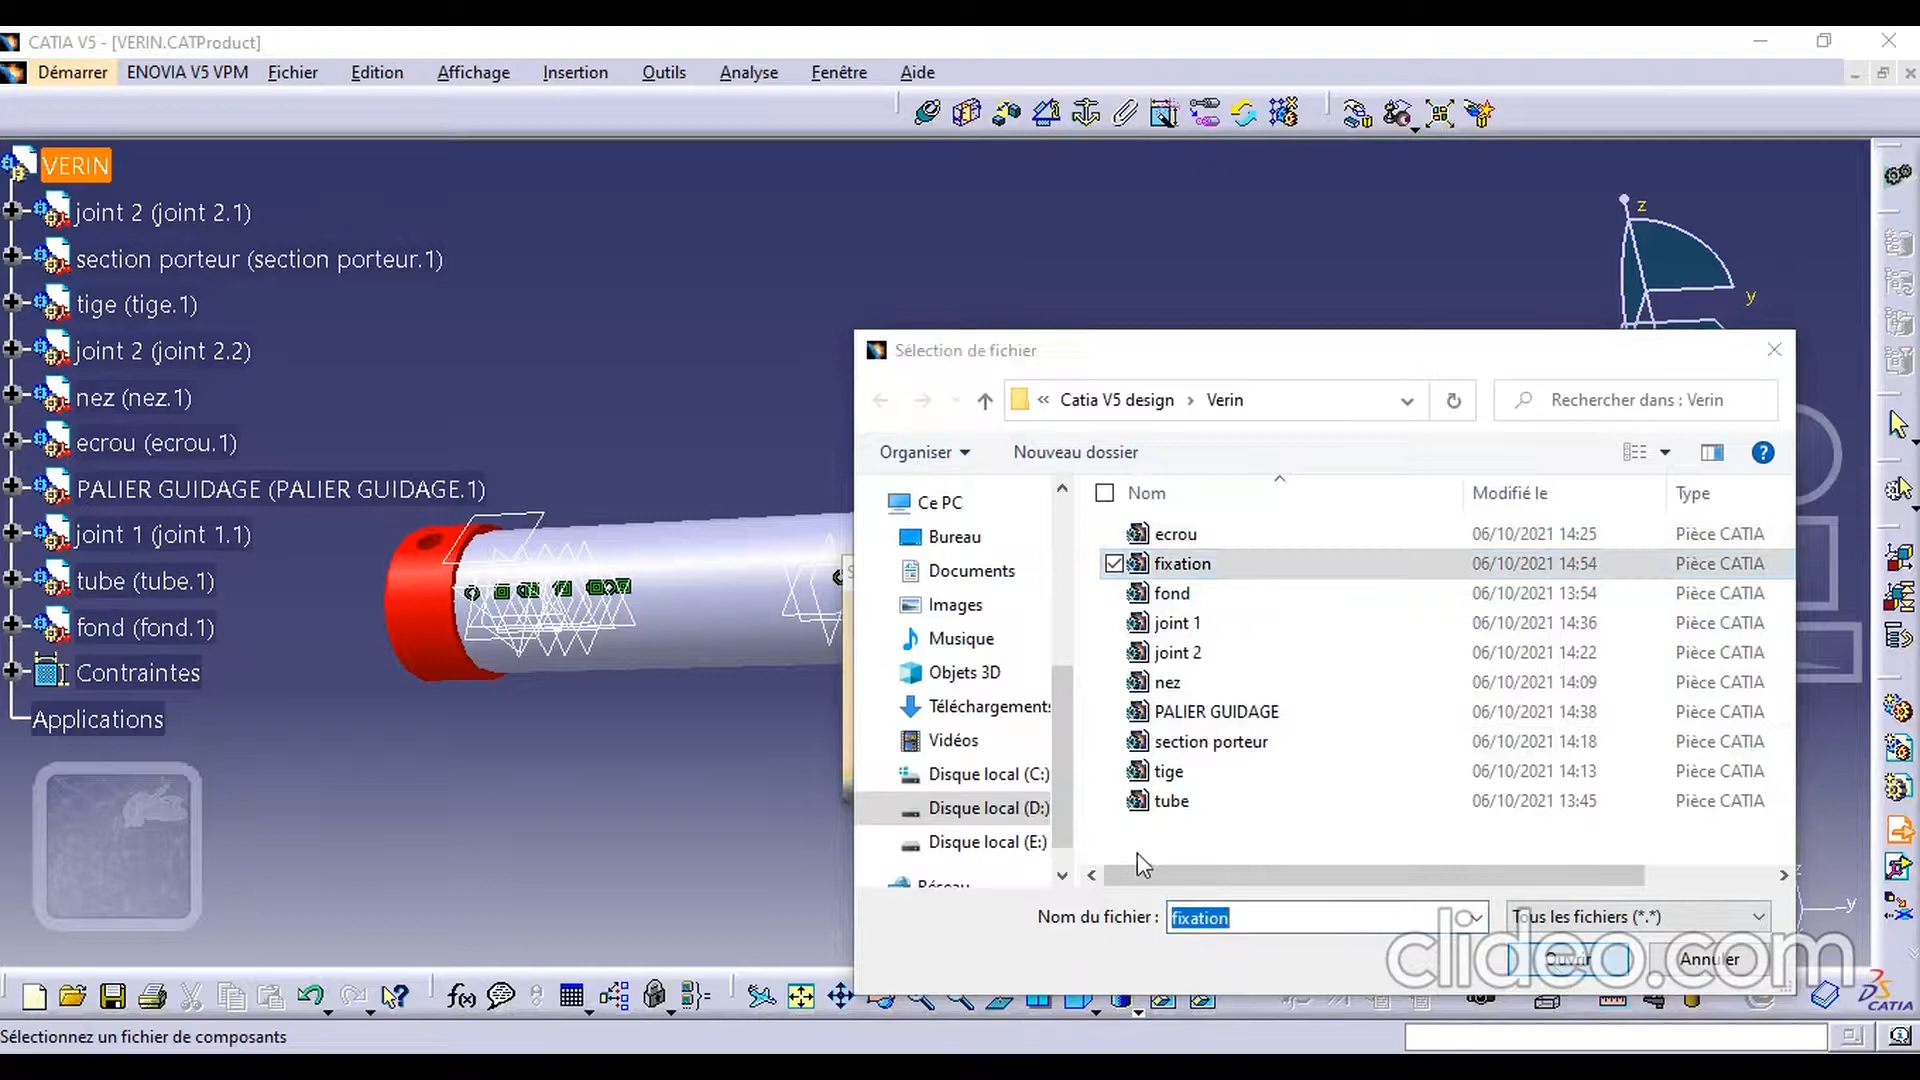 CATIA V5 - [VERIN.CATProduct]
Démarrer ENOVIA V5 VPM Fichier Edition Affichage Insertion Outils Analyse Fenêtre Aide
VERIN
joint 2 (joint 2.1)
section porteur (section porteur.1)
tige (tige.1)
joint 2 (joint 2.2)
nez (nez.1)
ecrou (ecrou.1)
PALIER GUIDAGE (PALIER GUIDAGE.1)
joint 1 (joint 1.1)
tube (tube.1)
fond (fond.1)
Contraintes
Applications
z
y
Sélection de fichier
« Catia V5 design › Verin
Rechercher dans : Verin
Organiser Nouveau dossier
Ce PC
Bureau
Documents
Images
Musique
Objets 3D
Téléchargements
Vidéos
Disque local (C:)
Disque local (D:)
Disque local (E:)
Réseau
Nom Modifié le Type
ecrou 06/10/2021 14:25 Pièce CATIA
fixation 06/10/2021 14:54 Pièce CATIA
fond 06/10/2021 13:54 Pièce CATIA
joint 1 06/10/2021 14:36 Pièce CATIA
joint 2 06/10/2021 14:22 Pièce CATIA
nez 06/10/2021 14:09 Pièce CATIA
PALIER GUIDAGE 06/10/2021 14:38 Pièce CATIA
section porteur 06/10/2021 14:18 Pièce CATIA
tige 06/10/2021 14:13 Pièce CATIA
tube 06/10/2021 13:45 Pièce CATIA
Nom du fichier : fixation Tous les fichiers (*.*)
Ouvrir Annuler
clideo.com
y
f(x)
CATIA
Sélectionnez un fichier de composants